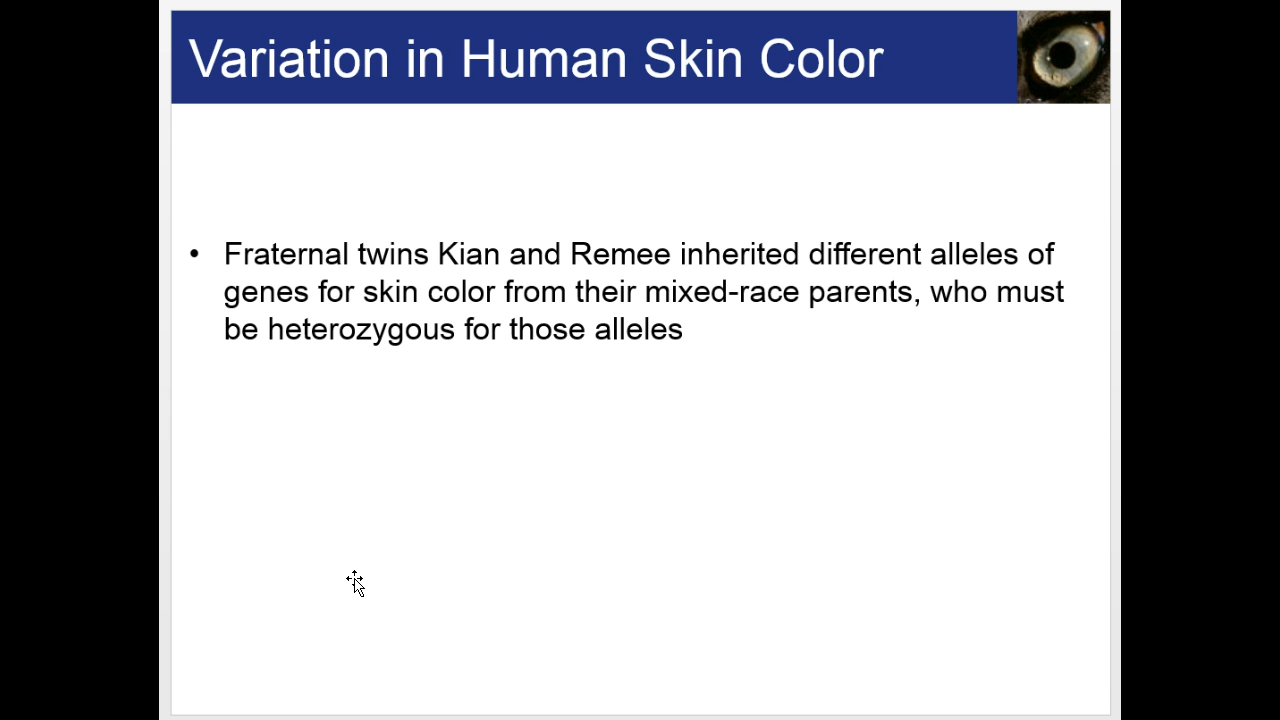 Variation in Human Skin Color
• Fraternal twins Kian and Remee inherited different alleles of
genes for skin color from their mixed-race parents, who must
be heterozygous for those alleles